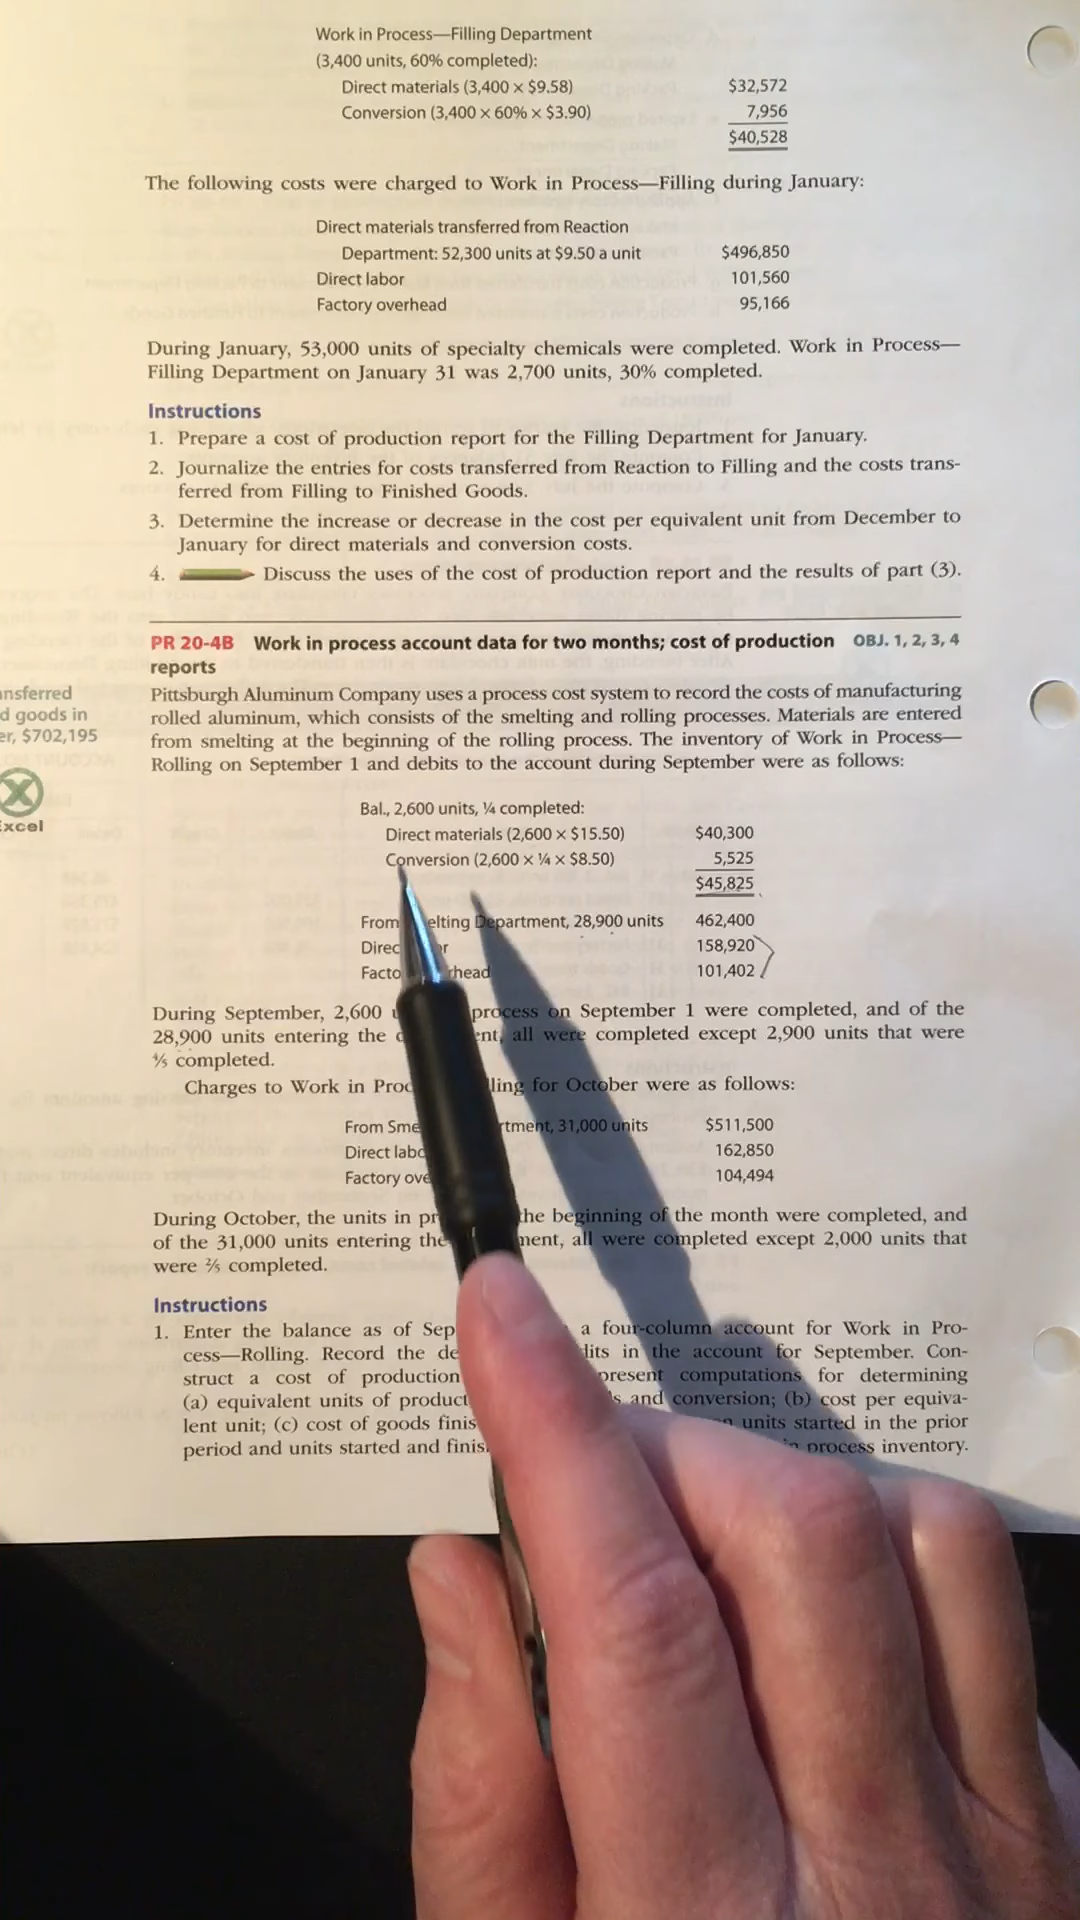 Work in Process—Filling Department
(3,400 units, 60% completed):
Direct materials (3,400 × $9.58) $32,572
Conversion (3,400 × 60% × $3.90) 7,956
$40,528
The following costs were charged to Work in Process—Filling during January:
Direct materials transferred from Reaction
Department: 52,300 units at $9.50 a unit $496,850
Direct labor 101,560
Factory overhead 95,166
During January, 53,000 units of specialty chemicals were completed. Work in Process—
Filling Department on January 31 was 2,700 units, 30% completed.
Instructions
1. Prepare a cost of production report for the Filling Department for January.
2. Journalize the entries for costs transferred from Reaction to Filling and the costs trans-
ferred from Filling to Finished Goods.
3. Determine the increase or decrease in the cost per equivalent unit from December to
January for direct materials and conversion costs.
4. Discuss the uses of the cost of production report and the results of part (3).
PR 20-4B Work in process account data for two months; cost of production OBJ. 1, 2, 3, 4
reports
nsferred
d goods in
er, $702,195
Excel
Pittsburgh Aluminum Company uses a process cost system to record the costs of manufacturing
rolled aluminum, which consists of the smelting and rolling processes. Materials are entered
from smelting at the beginning of the rolling process. The inventory of Work in Process—
Rolling on September 1 and debits to the account during September were as follows:
Bal., 2,600 units, ¼ completed:
Direct materials (2,600 × $15.50) $40,300
Conversion (2,600 × ¼ × $8.50) 5,525
$45,825
From elting Department, 28,900 units 462,400
Direc r 158,920
Facto rhead 101,402
During September, 2,600 process on September 1 were completed, and of the
28,900 units entering the ent, all were completed except 2,900 units that were
⅘ completed.
Charges to Work in Proc lling for October were as follows:
From Sme rtment, 31,000 units $511,500
Direct labo 162,850
Factory ove 104,494
During October, the units in pr the beginning of the month were completed, and
of the 31,000 units entering the ment, all were completed except 2,000 units that
were ⅖ completed.
Instructions
1. Enter the balance as of Sep a four-column account for Work in Pro-
cess—Rolling. Record the de dits in the account for September. Con-
struct a cost of production present computations for determining
(a) equivalent units of product s and conversion; (b) cost per equiva-
lent unit; (c) cost of goods finis units started in the prior
period and units started and finis process inventory.